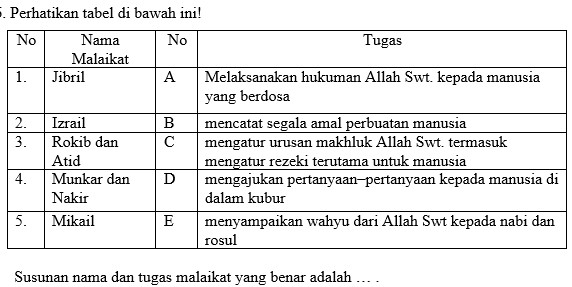 5. Perhatikan tabel di bawah ini!
No Nama Malaikat No Tugas
1. Jibril A Melaksanakan hukuman Allah Swt. kepada manusia
yang berdosa
2. Izrail B mencatat segala amal perbuatan manusia
3. Rokib dan Atid C mengatur urusan makhluk Allah Swt. termasuk
mengatur rezeki terutama untuk manusia
4. Munkar dan Nakir D mengajukan pertanyaan–pertanyaan kepada manusia di
dalam kubur
5. Mikail E menyampaikan wahyu dari Allah Swt kepada nabi dan
rosul
Susunan nama dan tugas malaikat yang benar adalah … .